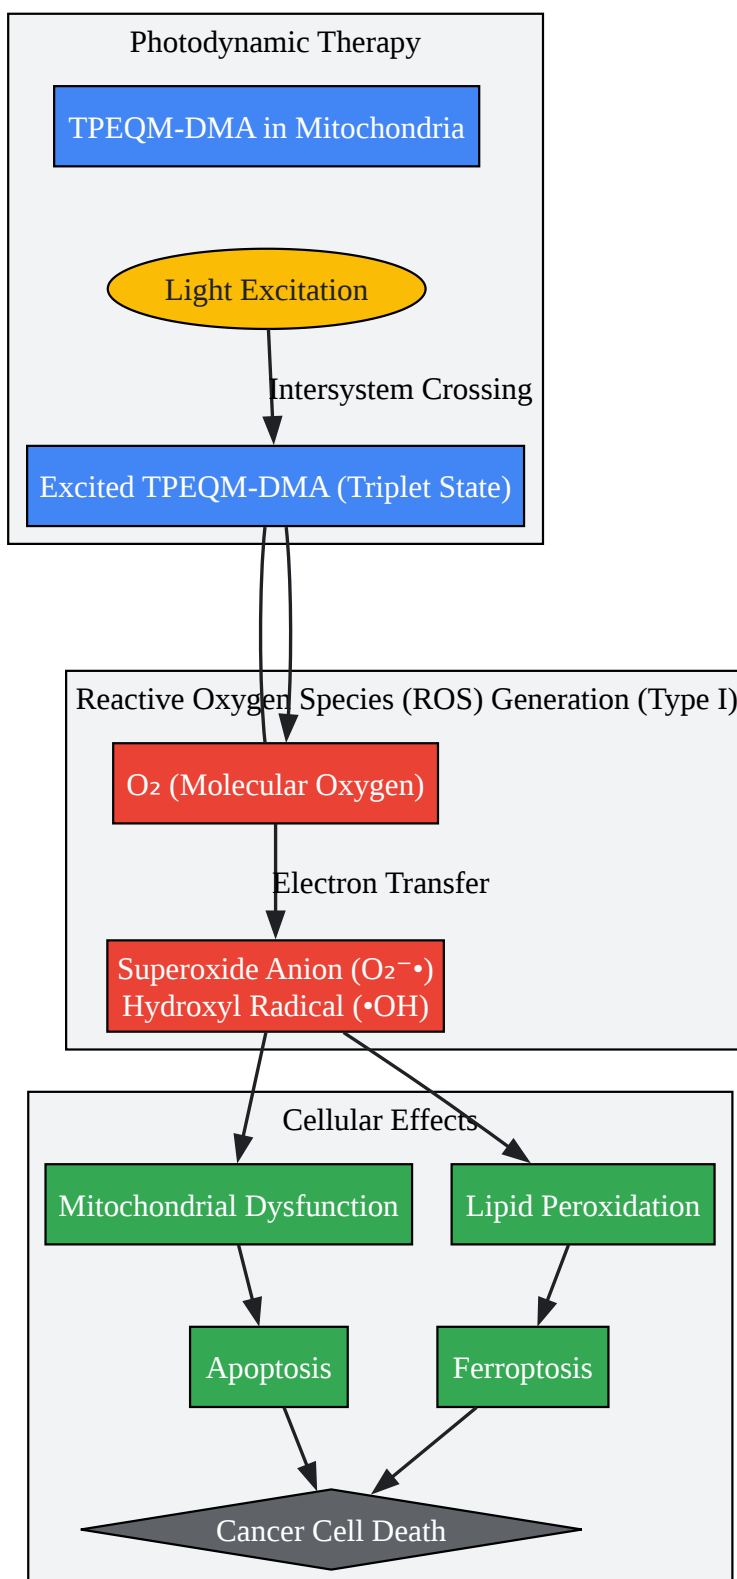 Photodynamic Therapy
TPEQM-DMA in Mitochondria
Light Excitation
Intersystem Crossing
Excited TPEQM-DMA (Triplet State)
Reactive Oxygen Species (ROS) Generation (Type I)
O₂ (Molecular Oxygen)
Electron Transfer
Superoxide Anion (O₂⁻•)
Hydroxyl Radical (•OH)
Cellular Effects
Mitochondrial Dysfunction
Lipid Peroxidation
Apoptosis
Ferroptosis
Cancer Cell Death